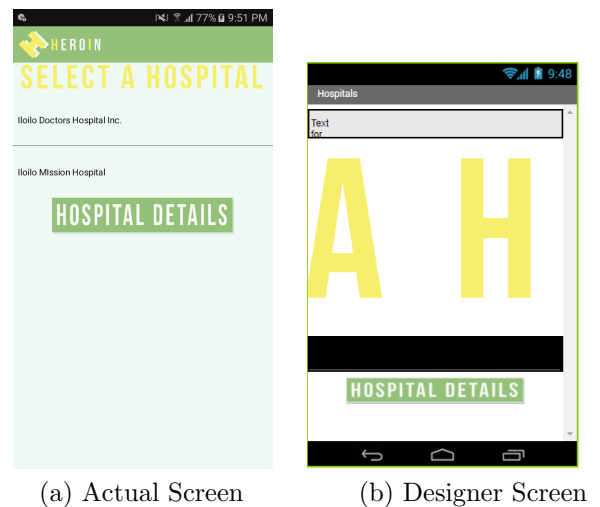 77% 9:51 PM
HEROIN
SELECT A HOSPITAL
Iloilo Doctors Hospital Inc.
Iloilo MIssion Hospital
HOSPITAL DETAILS
(a) Actual Screen
9:48
Hospitals
Text
for
A H
HOSPITAL DETAILS
(b) Designer Screen